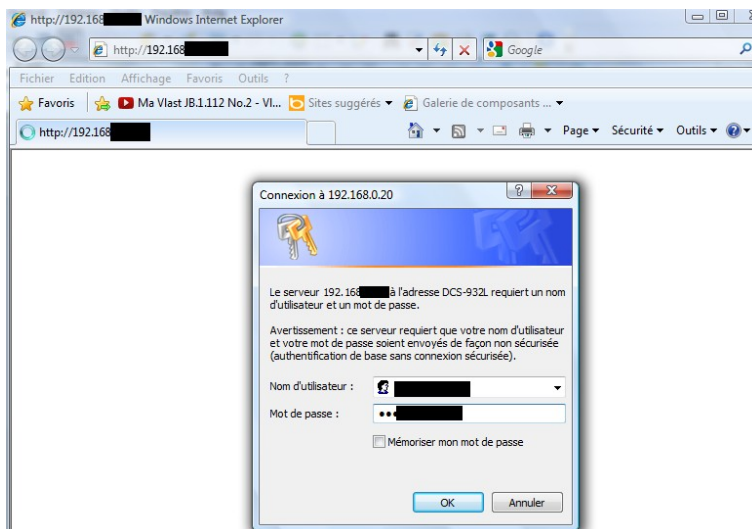 http://192.168 Windows Internet Explorer
http://192.168 Google
Fichier Edition Affichage Favoris Outils ?
Favoris Ma Vlast JB.1.112 No.2 - VI... Sites suggérés Galerie de composants ...
http://192.168 Page Sécurité Outils
Connexion à 192.168.0.20
Le serveur 192.168 à l'adresse DCS-932L requiert un nom
d'utilisateur et un mot de passe.
Avertissement : ce serveur requiert que votre nom d'utilisateur
et votre mot de passe soient envoyés de façon non sécurisée
(authentification de base sans connexion sécurisée).
Nom d'utilisateur :
Mot de passe :
Mémoriser mon mot de passe
OK Annuler